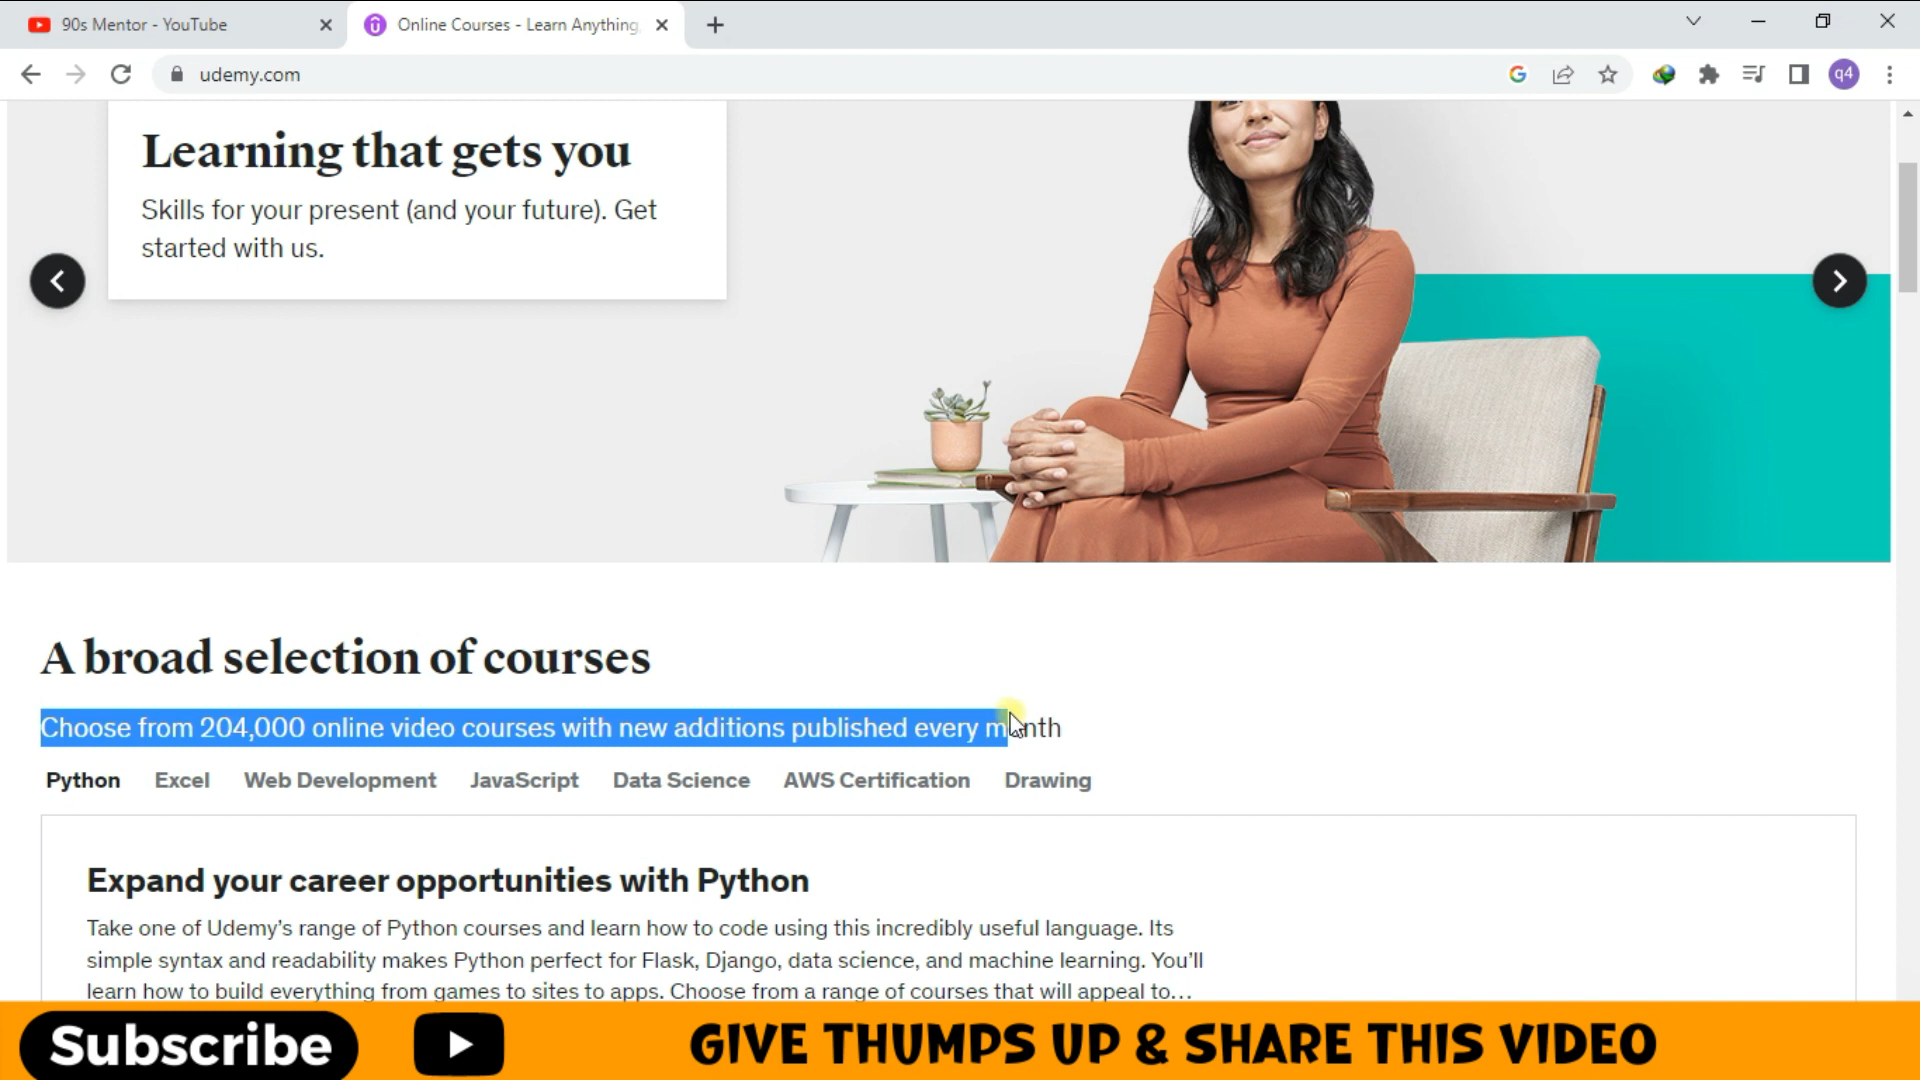 90s Mentor - YouTube
Online Courses - Learn Anything,
udemy.com
q4
Learning that gets you
Skills for your present (and your future). Get
started with us.
A broad selection of courses
Choose from 204,000 online video courses with new additions published every m nth
Python Excel Web Development JavaScript Data Science AWS Certification Drawing
Expand your career opportunities with Python
Take one of Udemy’s range of Python courses and learn how to code using this incredibly useful language. Its
simple syntax and readability makes Python perfect for Flask, Django, data science, and machine learning. You’ll
learn how to build everything from games to sites to apps. Choose from a range of courses that will appeal to...
Subscribe
GIVE THUMPS UP & SHARE THIS VIDEO